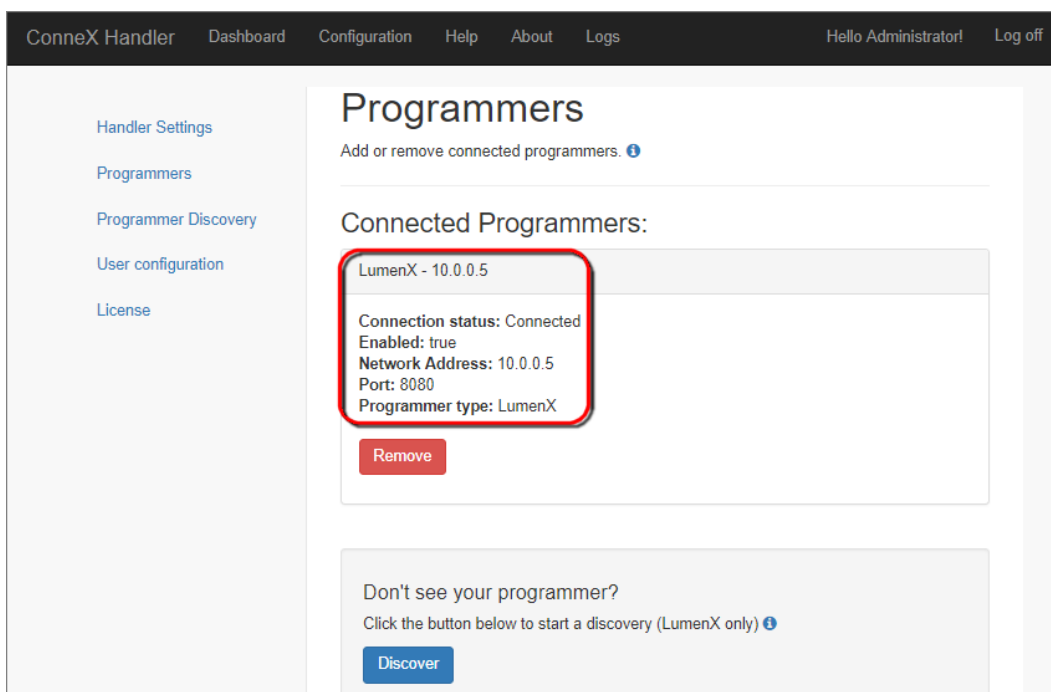 ConneX Handler Dashboard Configuration Help About Logs Hello Administrator! Log off
Handler Settings
Programmers
Programmer Discovery
User configuration
License
Programmers
Add or remove connected programmers.
Connected Programmers:
LumenX - 10.0.0.5
Connection status: Connected
Enabled: true
Network Address: 10.0.0.5
Port: 8080
Programmer type: LumenX
Remove
Don't see your programmer?
Click the button below to start a discovery (LumenX only)
Discover